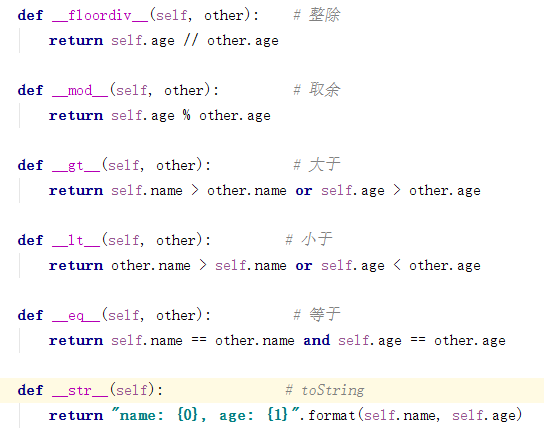 def __floordiv__(self, other):    # 整除
    return self.age // other.age
def __mod__(self, other):         # 取余
    return self.age % other.age
def __gt__(self, other):          # 大于
    return self.name > other.name or self.age > other.age
def __lt__(self, other):         # 小于
    return other.name > self.name or self.age < other.age
def __eq__(self, other):          # 等于
    return self.name == other.name and self.age == other.age
def __str__(self):               # toString
    return "name: {0}, age: {1}".format(self.name, self.age)